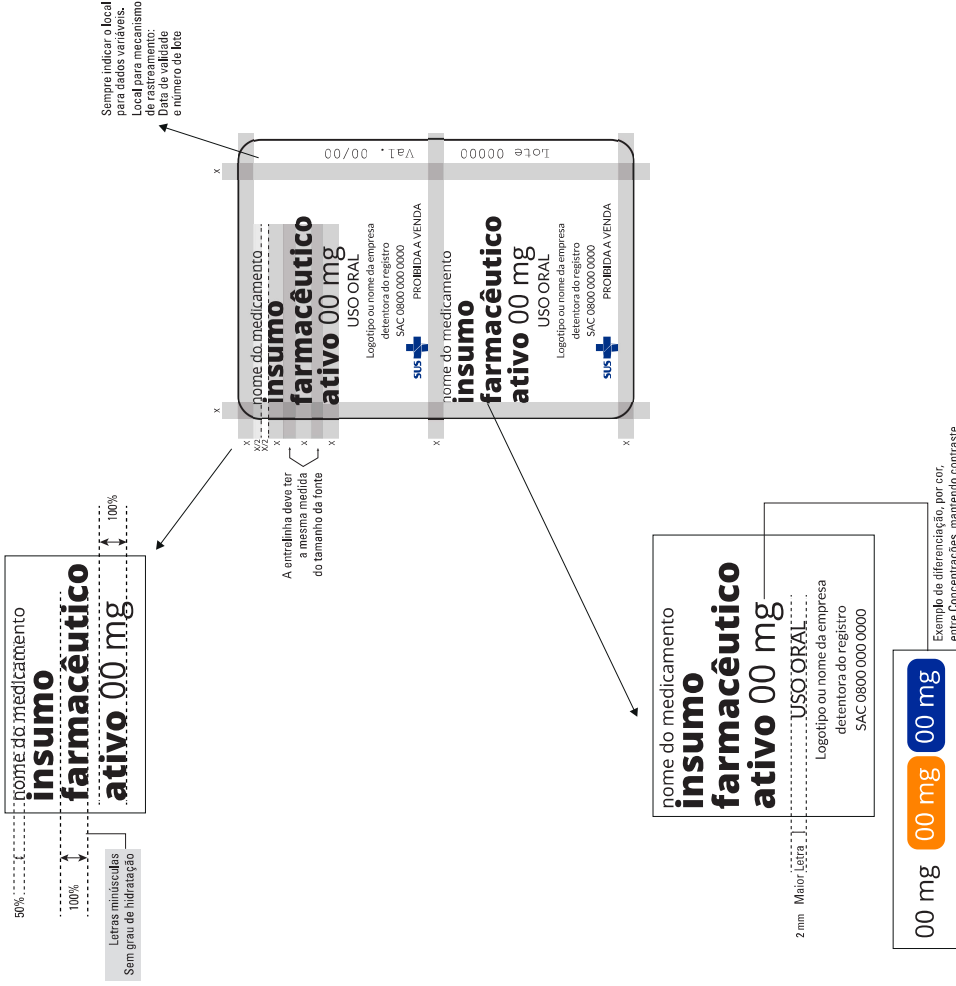 50%
100%
Letras minúsculas
Sem grau de hidratação
nome do medicamento
insumo
farmacêutico
ativo 00 mg
100%
Sempre indicar o local
para dados variáveis.
Local para mecanismo
de rastreamento:
Data de validade
e número de lote
X
X
X
X/2
X/2
X
X
X
X
X
A entrelinha deve ter
a mesma medida
do tamanho da fonte
nome do medicamento
insumo
farmacêutico
ativo 00 mg
USO ORAL
Logotipo ou nome da empresa
detentora do registro
SAC 0800 000 0000
SUS PROIBIDA A VENDA
nome do medicamento
insumo
farmacêutico
ativo 00 mg
USO ORAL
Logotipo ou nome da empresa
detentora do registro
SAC 0800 000 0000
SUS PROIBIDA A VENDA
Lote 00000 Val. 00/00
2 mm Maior Letra
nome do medicamento
insumo
farmacêutico
ativo 00 mg
USO ORAL
Logotipo ou nome da empresa
detentora do registro
SAC 0800 000 0000
00 mg 00 mg 00 mg
Exemplo de diferenciação, por cor,
entre Concentrações, mantendo contraste